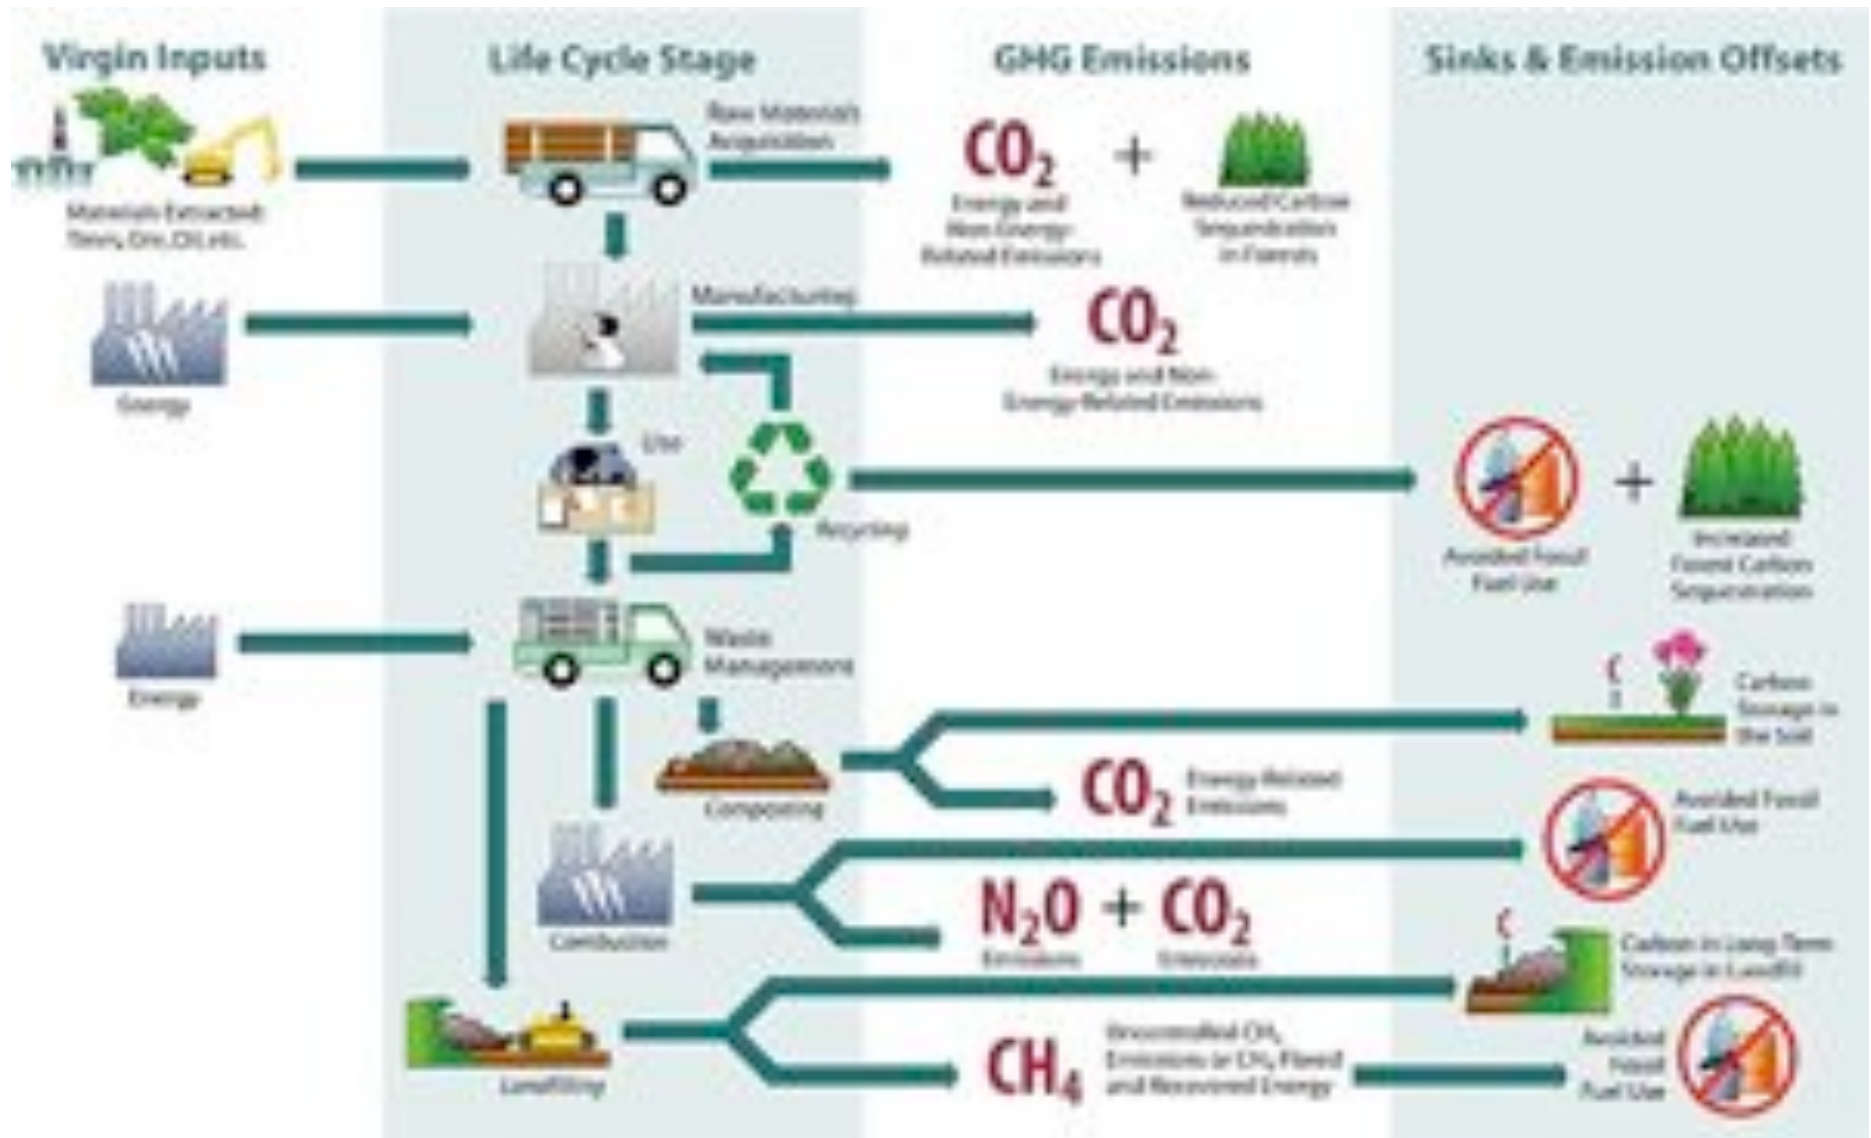 Virgin Inputs
Life Cycle Stage
GHG Emissions
Sinks & Emission Offsets
Raw Materials
Acquisition
Materials Extracted:
Trees, Ore, Oil, etc.
CO₂
+
Energy and
Non-Energy-
Related Emissions
Reduced Carbon
Sequestration
in Forests
Energy
Manufacturing
CO₂
Energy and Non-
Energy-Related Emissions
Use
Recycling
+
Avoided Fossil
Fuel Use
Increased
Forest Carbon
Sequestration
Energy
Waste
Management
Composting
CO₂
Energy-Related
Emissions
C
Carbon
Storage in
the Soil
Combustion
N₂O + CO₂
Emissions
Emissions
Avoided Fossil
Fuel Use
Landfilling
CH₄
Uncontrolled CH₄
Emissions or CH₄ Flared
and Recovered Energy
C
Carbon in Long-Term
Storage in Landfill
Avoided
Fossil
Fuel Use